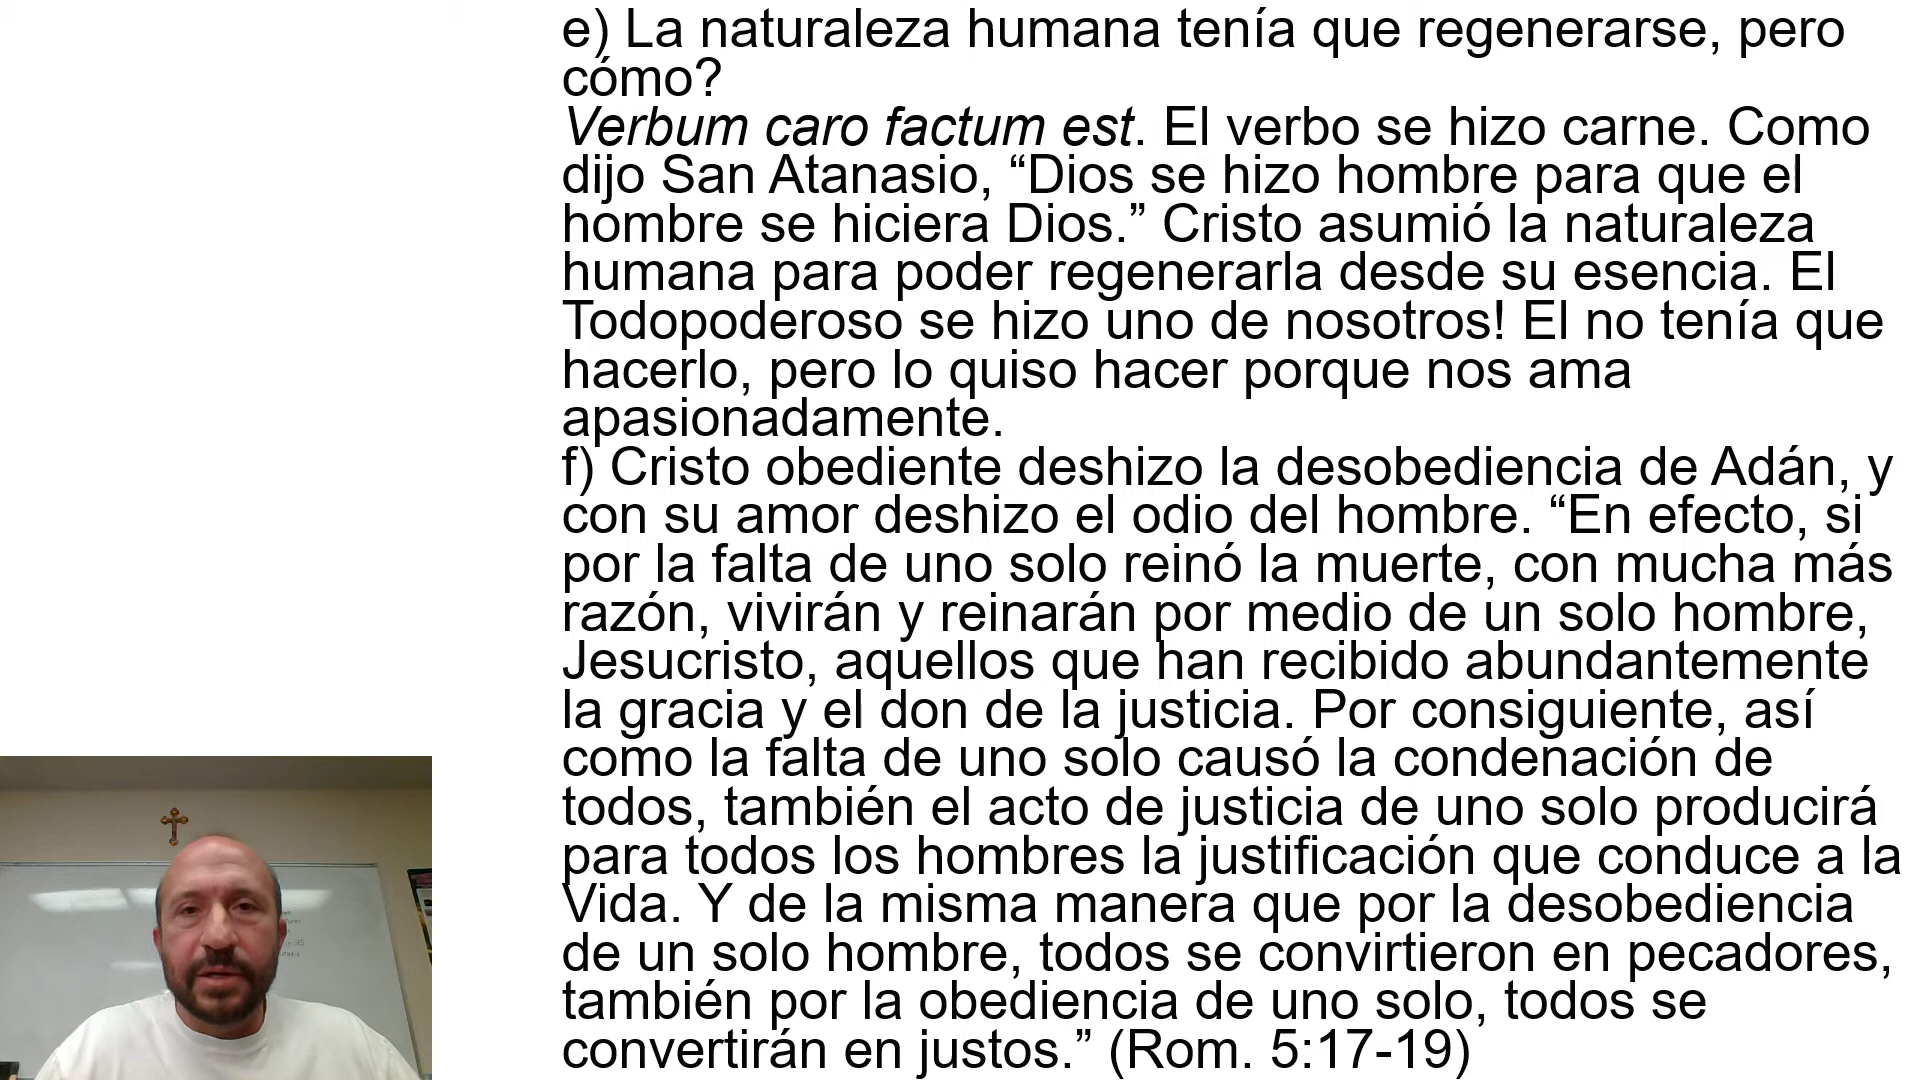 e) La naturaleza humana tenía que regenerarse, pero
cómo?
Verbum caro factum est. El verbo se hizo carne. Como
dijo San Atanasio, “Dios se hizo hombre para que el
hombre se hiciera Dios.” Cristo asumió la naturaleza
humana para poder regenerarla desde su esencia. El
Todopoderoso se hizo uno de nosotros! El no tenía que
hacerlo, pero lo quiso hacer porque nos ama
apasionadamente.
f) Cristo obediente deshizo la desobediencia de Adán, y
con su amor deshizo el odio del hombre. “En efecto, si
por la falta de uno solo reinó la muerte, con mucha más
razón, vivirán y reinarán por medio de un solo hombre,
Jesucristo, aquellos que han recibido abundantemente
la gracia y el don de la justicia. Por consiguiente, así
como la falta de uno solo causó la condenación de
todos, también el acto de justicia de uno solo producirá
para todos los hombres la justificación que conduce a la
Vida. Y de la misma manera que por la desobediencia
de un solo hombre, todos se convirtieron en pecadores,
también por la obediencia de uno solo, todos se
convertirán en justos.” (Rom. 5:17-19)